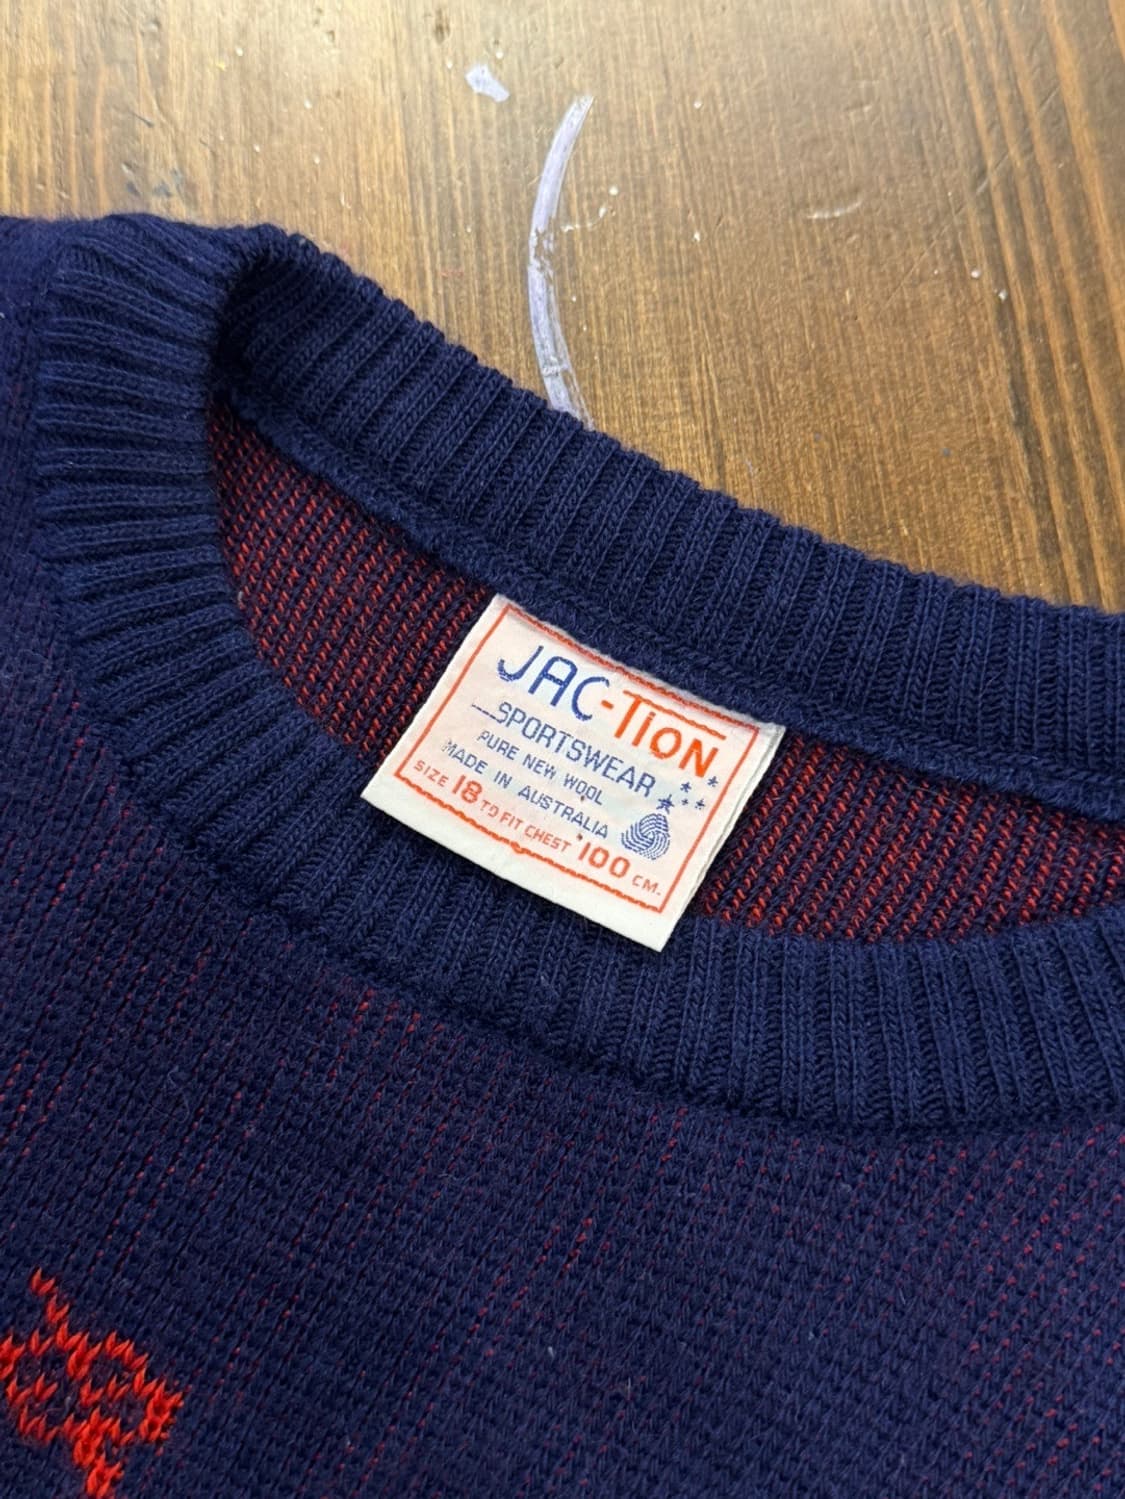 JAC-TiON
SPORTSWEAR
PURE NEW WOOL
MADE IN AUSTRALIA
SIZE 18 TO FIT CHEST 100 CM.